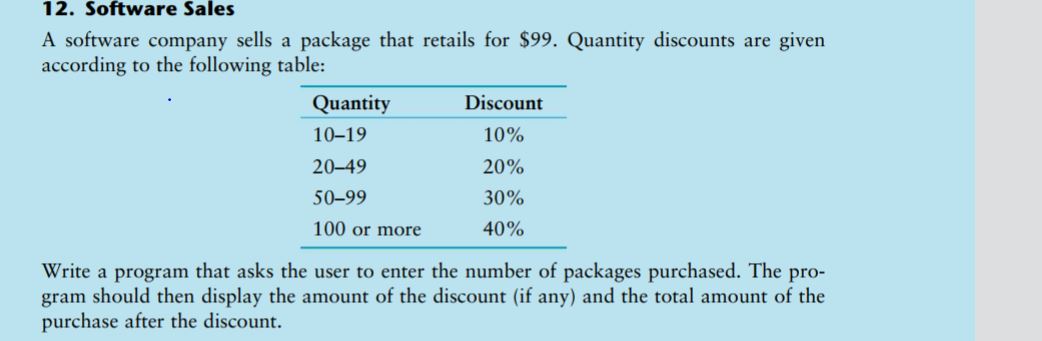 12. Software Sales
A software company sells a package that retails for $99. Quantity discounts are given
according to the following table:
Quantity Discount
10–19 10%
20–49 20%
50–99 30%
100 or more 40%
Write a program that asks the user to enter the number of packages purchased. The pro-
gram should then display the amount of the discount (if any) and the total amount of the
purchase after the discount.